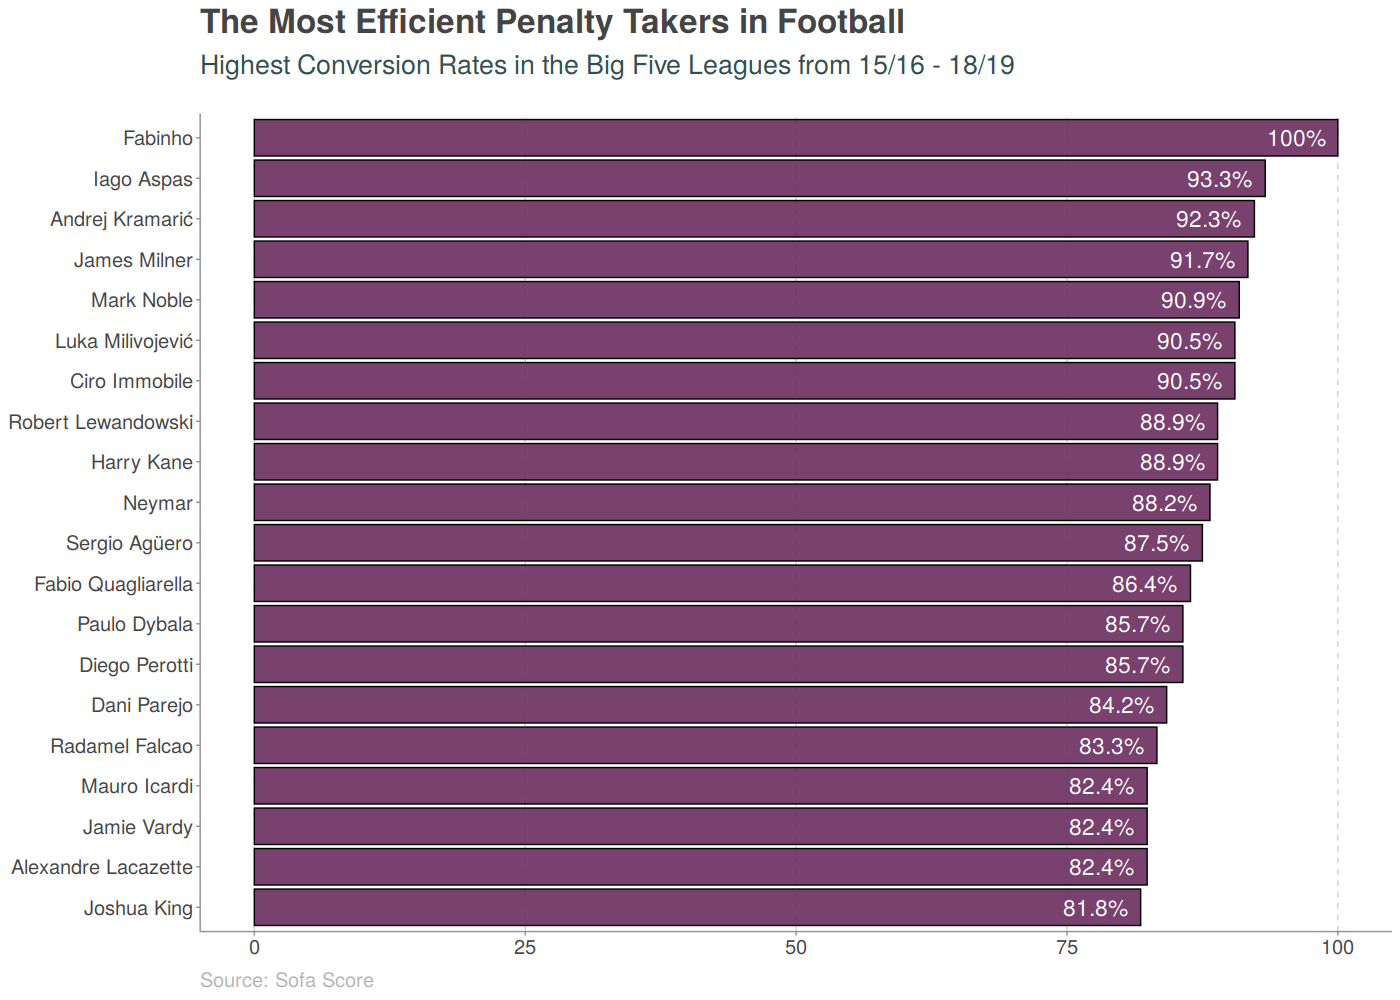 The Most Efficient Penalty Takers in Football
Highest Conversion Rates in the Big Five Leagues from 15/16 - 18/19
Fabinho 100%
Iago Aspas 93.3%
Andrej Kramarić 92.3%
James Milner 91.7%
Mark Noble 90.9%
Luka Milivojević 90.5%
Ciro Immobile 90.5%
Robert Lewandowski 88.9%
Harry Kane 88.9%
Neymar 88.2%
Sergio Agüero 87.5%
Fabio Quagliarella 86.4%
Paulo Dybala 85.7%
Diego Perotti 85.7%
Dani Parejo 84.2%
Radamel Falcao 83.3%
Mauro Icardi 82.4%
Jamie Vardy 82.4%
Alexandre Lacazette 82.4%
Joshua King 81.8%
0 25 50 75 100
Source: Sofa Score